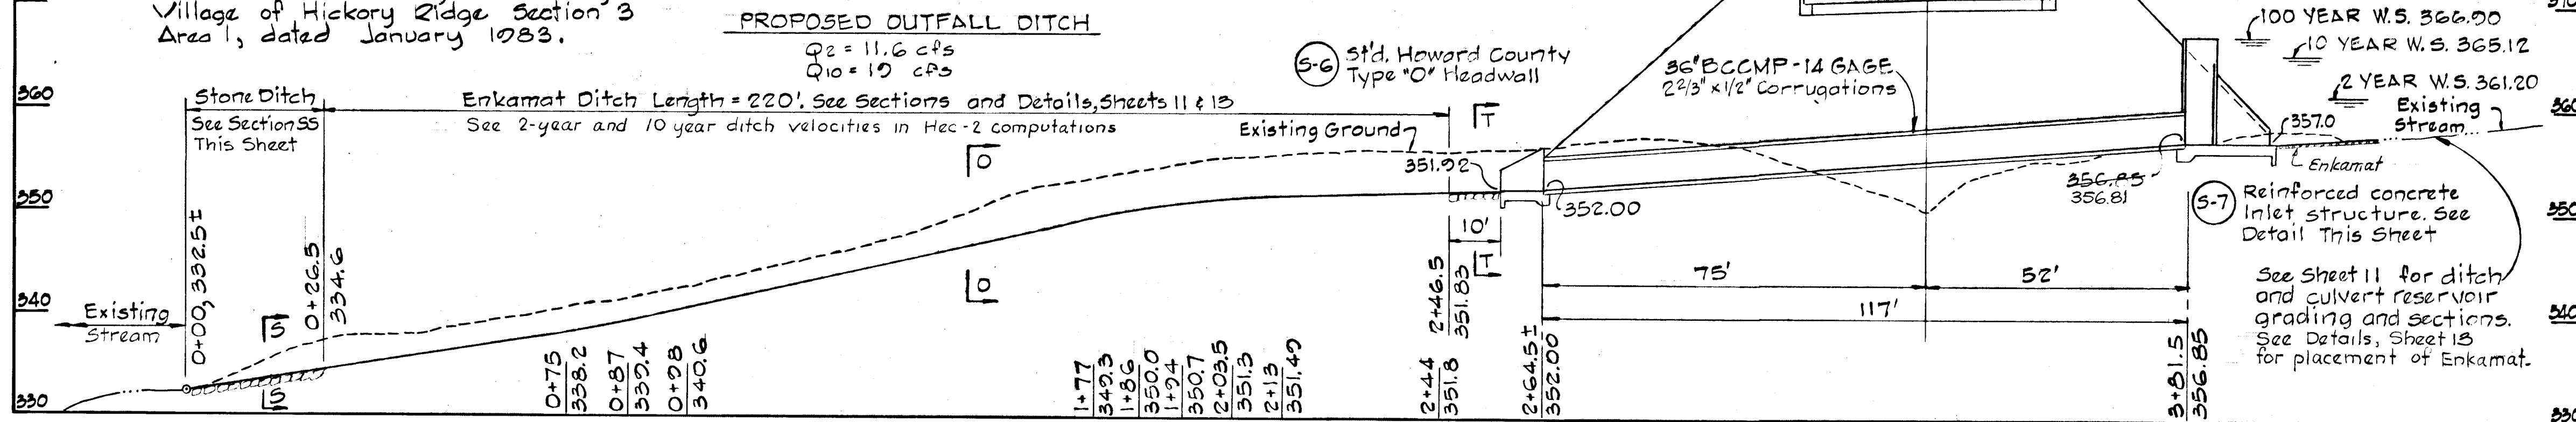 Village of Hickory Ridge Section 3
Area 1, dated January 1983.
PROPOSED OUTFALL DITCH
Q2 = 11.6 cfs
Q10 = 19 cfs
S-6
St'd. Howard County
Type "O" Headwall
36" BCCMP-14 GAGE
2 2/3" x 1/2" Corrugations
100 YEAR W.S. 366.90
10 YEAR W.S. 365.12
2 YEAR W.S. 361.20
Existing
Stream
357.0
Enkamat
360
Stone Ditch
See Section SS
This Sheet
Enkamat Ditch Length = 220'. See Sections and Details, Sheets 11 & 13
See 2-year and 10 year ditch velocities in Hec-2 computations
Existing Ground
T
O
351.92
350
352.00
356.85
356.81
S-7
Reinforced concrete
Inlet structure. See
Detail This Sheet
350
10'
T
O
75'
52'
117'
See Sheet 11 for ditch
and culvert reservoir
grading and sections.
See Details, Sheet 13
for placement of Enkamat.
340
Existing
Stream
340
S
S
330
0+00, 332.5±
0+26.5
334.6
0+75
338.2
0+87
339.4
0+98
340.6
1+77
349.3
1+86
350.0
1+94
350.7
2+03.5
351.3
2+13
351.49
2+44
351.8
2+46.5
351.83
2+64.5±
352.00
3+81.5
356.85
330